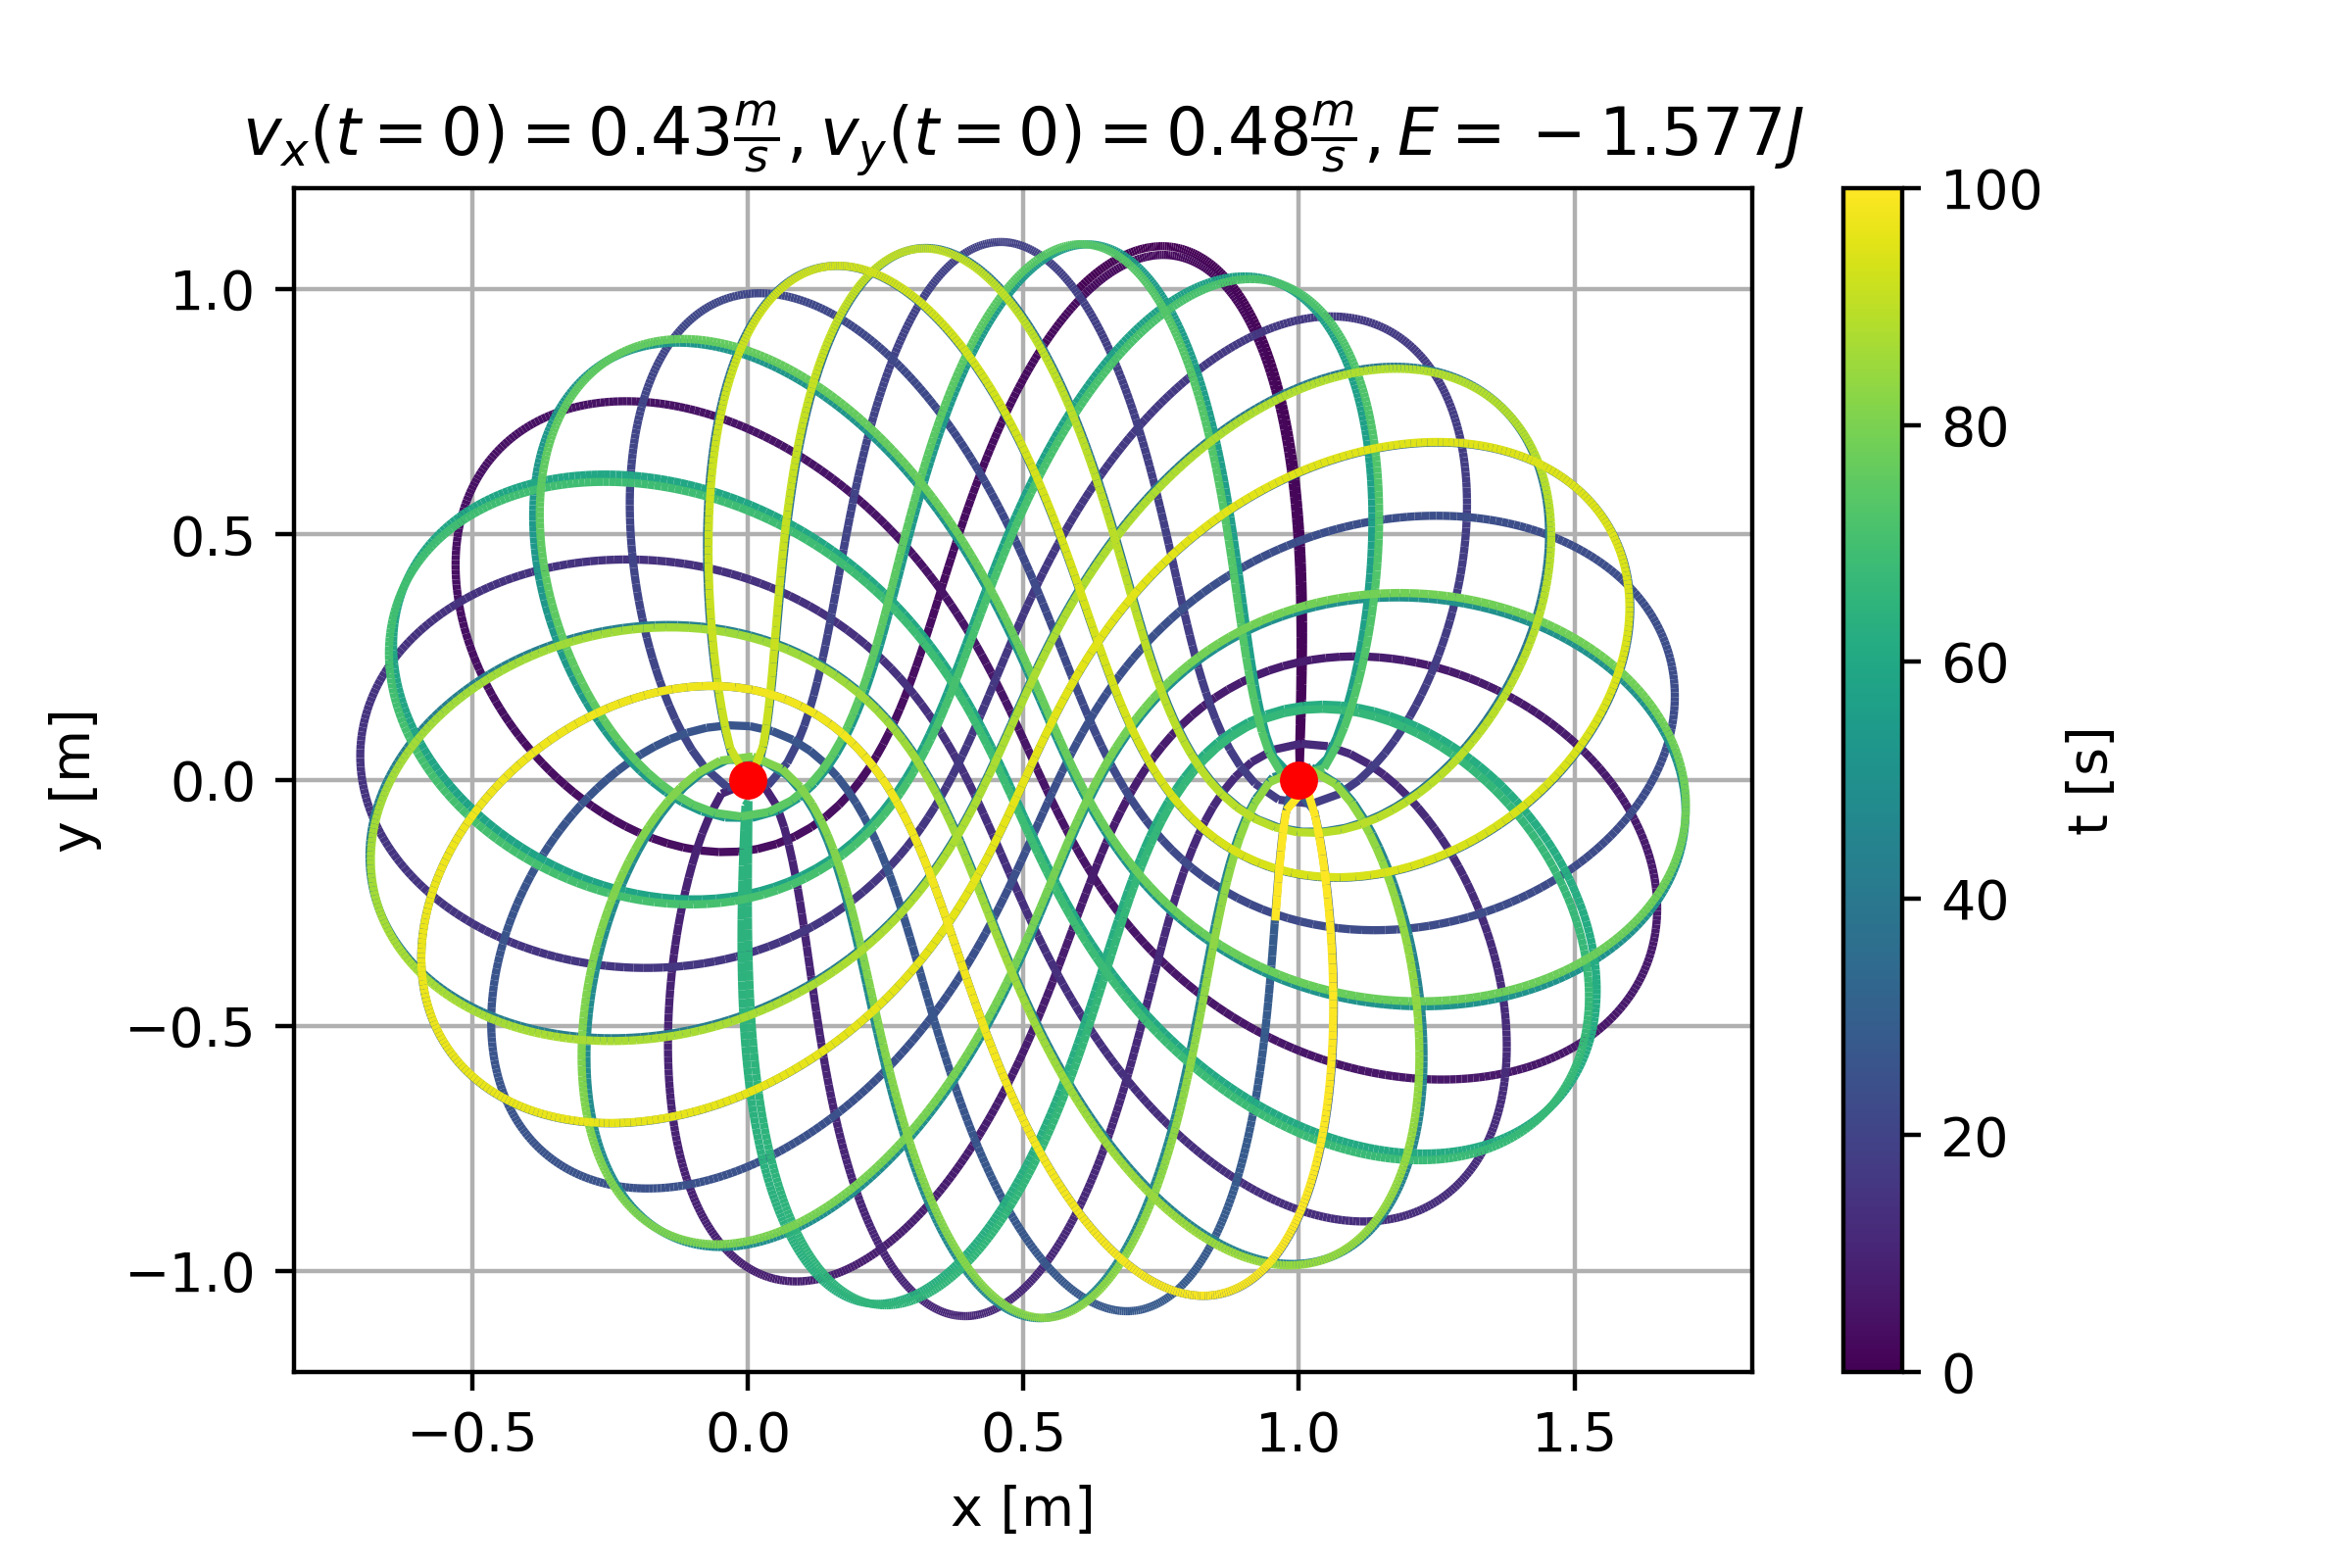 v_x(t = 0) = 0.43 m/s, v_y(t = 0) = 0.48 m/s, E = −1.577J
1.0
0.5
0.0
−0.5
−1.0
y [m]
−0.5 0.0 0.5 1.0 1.5
x [m]
100
80
60
40
20
0
t [s]